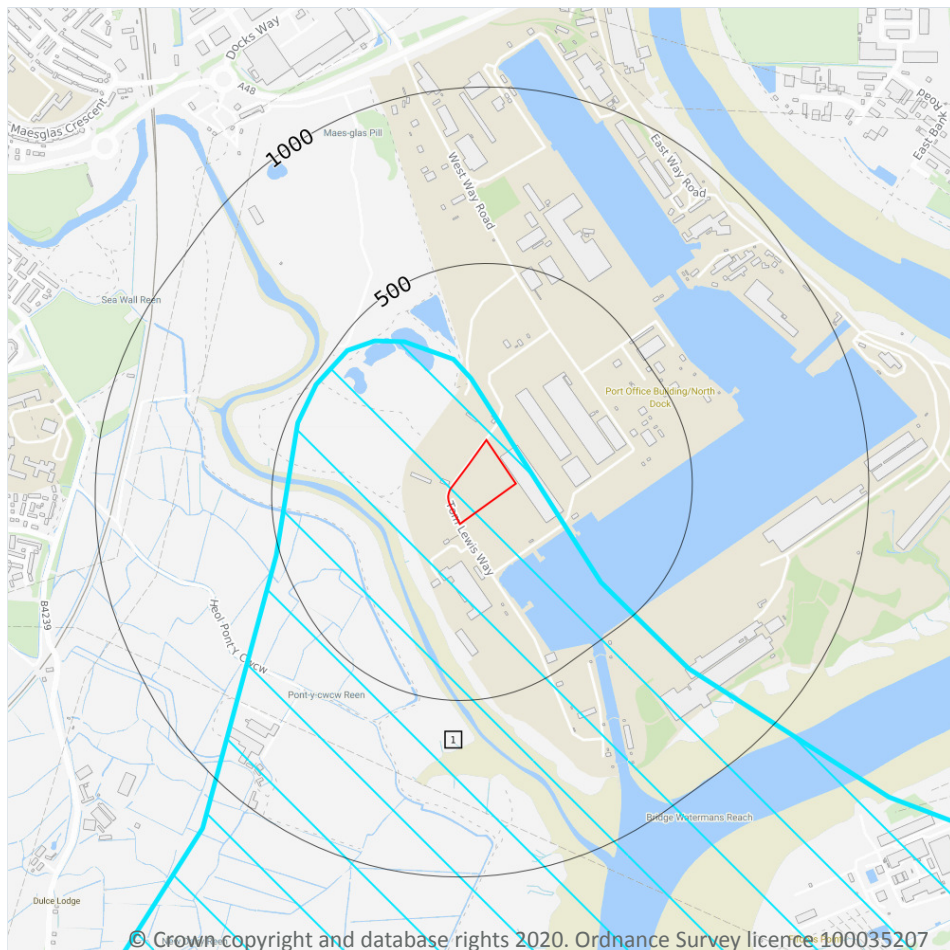 Docks Way
A48
Maesglas Crescent
1000
Maes-glas Pill
West Way Road
East Way Road
East Bank
Road
500
Sea Wall Reen
Port Office Building/North
Dock
Tom Lewis Way
B4239
Heol Pont-Y-Cwcw
Pont-y-cwcw Reen
1
Bridge Watermans Reach
Dulce Lodge
© Crown copyright and database rights 2020. Ordnance Survey licence 100035207